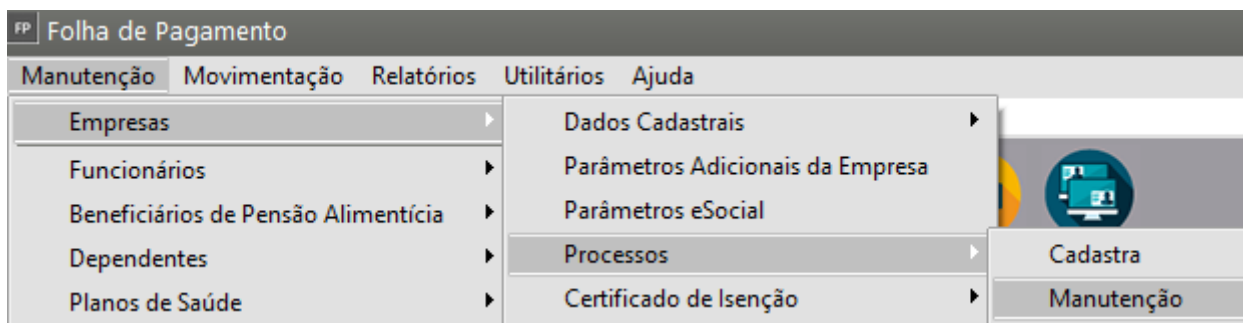 FP Folha de Pagamento
Manutenção Movimentação Relatórios Utilitários Ajuda
Empresas
Funcionários
Beneficiários de Pensão Alimentícia
Dependentes
Planos de Saúde
Dados Cadastrais
Parâmetros Adicionais da Empresa
Parâmetros eSocial
Processos
Certificado de Isenção
Cadastra
Manutenção